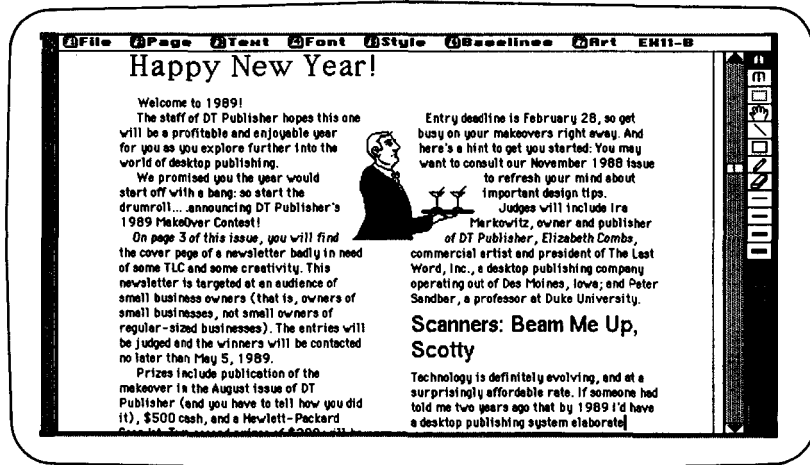 F1File F2Page F3Text F4Font F5Style F6Baselines F7Art EW11-B
Happy New Year!
Welcome to 1989!
The staff of DT Publisher hopes this one
will be a profitable and enjoyable year
for you as you explore further into the
world of desktop publishing.
We promised you the year would
start off with a bang: so start the
drumroll....announcing DT Publisher's
1989 MakeOver Contest!
On page 3 of this issue, you will find
the cover page of a newsletter badly in need
of some TLC and some creativity. This
newsletter is targeted at an audience of
small business owners (that is, owners of
small businesses, not small owners of
regular-sized businesses). The entries will
be judged and the winners will be contacted
no later than May 5, 1989.
Prizes include publication of the
makeover in the August issue of DT
Publisher (and you have to tell how you did
it), $500 cash, and a Hewlett-Packard
Entry deadline is February 28, so get
busy on your makeovers right away. And
here's a hint to get you started: You may
want to consult our November 1988 issue
to refresh your mind about
important design tips.
Judges will include Ira
Markowitz, owner and publisher
of DT Publisher, Elizabeth Combs,
commercial artist and president of The Last
Word, Inc., a desktop publishing company
operating out of Des Moines, Iowa; and Peter
Sandbar, a professor at Duke University.
Scanners: Beam Me Up,
Scotty
Technology is definitely evolving, and at a
surprisingly affordable rate. If someone had
told me two years ago that by 1989 I'd have
a desktop publishing system elaborate